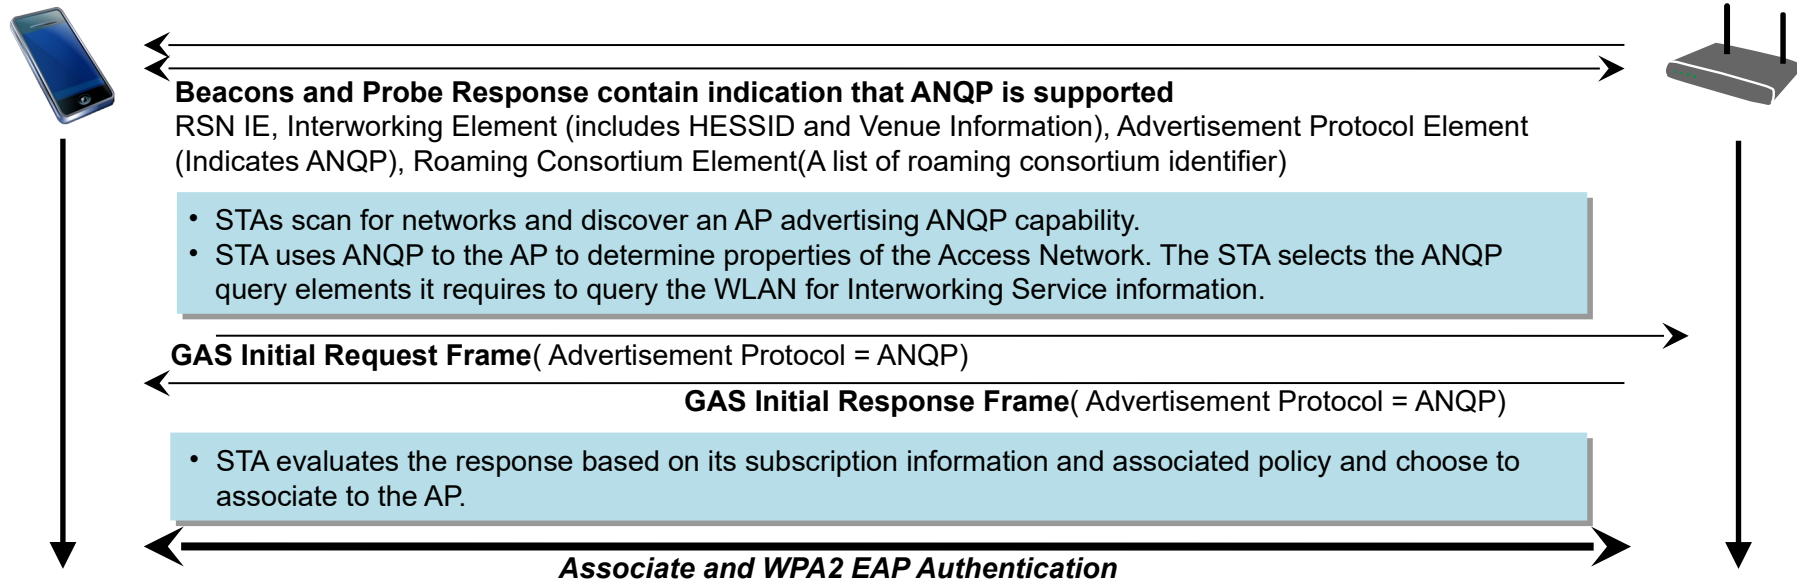 Beacons and Probe Response contain indication that ANQP is supported
RSN IE, Interworking Element (includes HESSID and Venue Information), Advertisement Protocol Element
(Indicates ANQP), Roaming Consortium Element(A list of roaming consortium identifier)
• STAs scan for networks and discover an AP advertising ANQP capability.
• STA uses ANQP to the AP to determine properties of the Access Network. The STA selects the ANQP
query elements it requires to query the WLAN for Interworking Service information.
GAS Initial Request Frame( Advertisement Protocol = ANQP)
GAS Initial Response Frame( Advertisement Protocol = ANQP)
• STA evaluates the response based on its subscription information and associated policy and choose to
associate to the AP.
Associate and WPA2 EAP Authentication